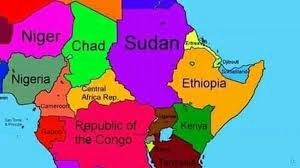 Niger
Chad
Sudan
Eritrea
Djibouti
Somaliland
Nigeria
Central
Africa Rep.
Ethiopia
Cameroon
Republic of
the Congo
Uganda
Kenya
Gabon
Tanzania